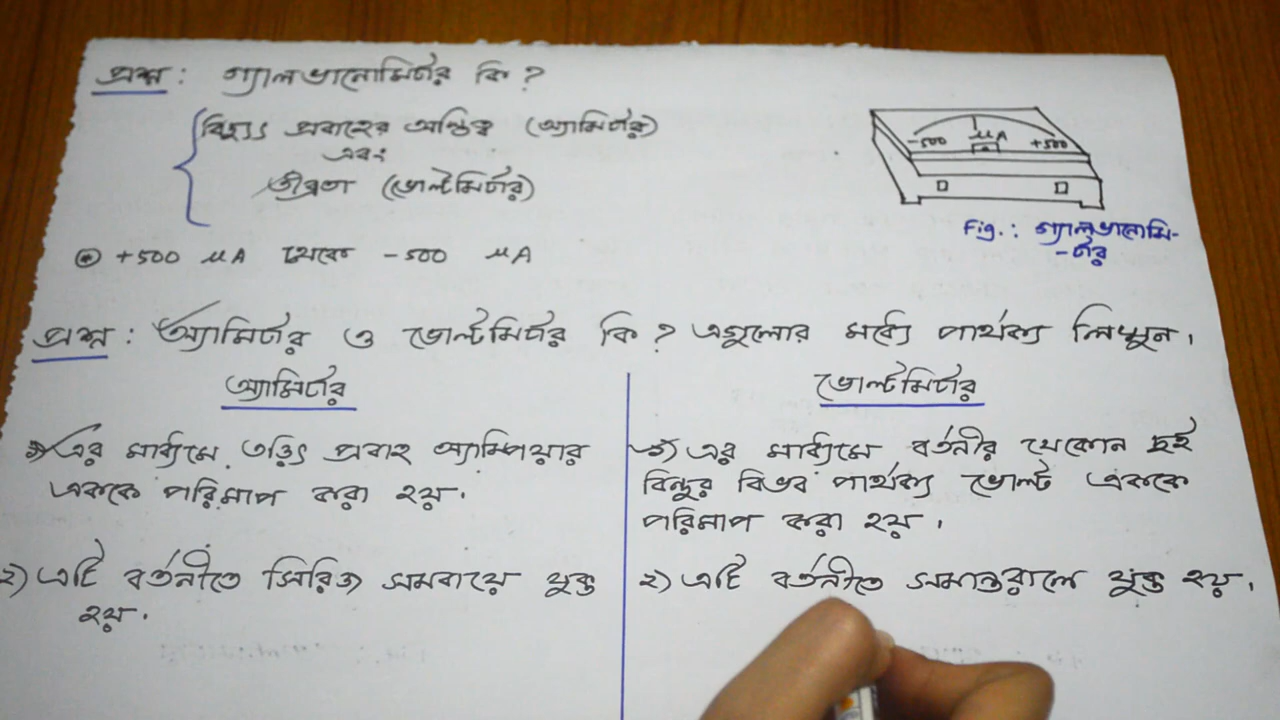 প্রশ্ন : গ্যালভানোমিটার কি ?
বিদ্যুৎ প্রবাহের অস্তিত্ব (অ্যামিটার)
এবং
তীব্রতা (ভোল্টমিটার)
+500 μA থেকে -500 μA
-500 μA +500
Fig. : গ্যালভানোমি-
-টার
প্রশ্ন : অ্যামিটার ও ভোল্টমিটার কি ? এগুলোর মধ্যে পার্থক্য লিখুন।
অ্যামিটার
১) এর মাধ্যমে তড়িৎ প্রবাহ অ্যাম্পিয়ার
এককে পরিমাপ করা হয়।
২) এটি বর্তনীতে সিরিজ সমবায়ে যুক্ত
হয়।
ভোল্টমিটার
১) এর মাধ্যমে বর্তনীর যেকোন দুই
বিন্দুর বিভব পার্থক্য ভোল্ট এককে
পরিমাপ করা হয়।
২) এটি বর্তনীতে সমান্তরালে যুক্ত হয়।